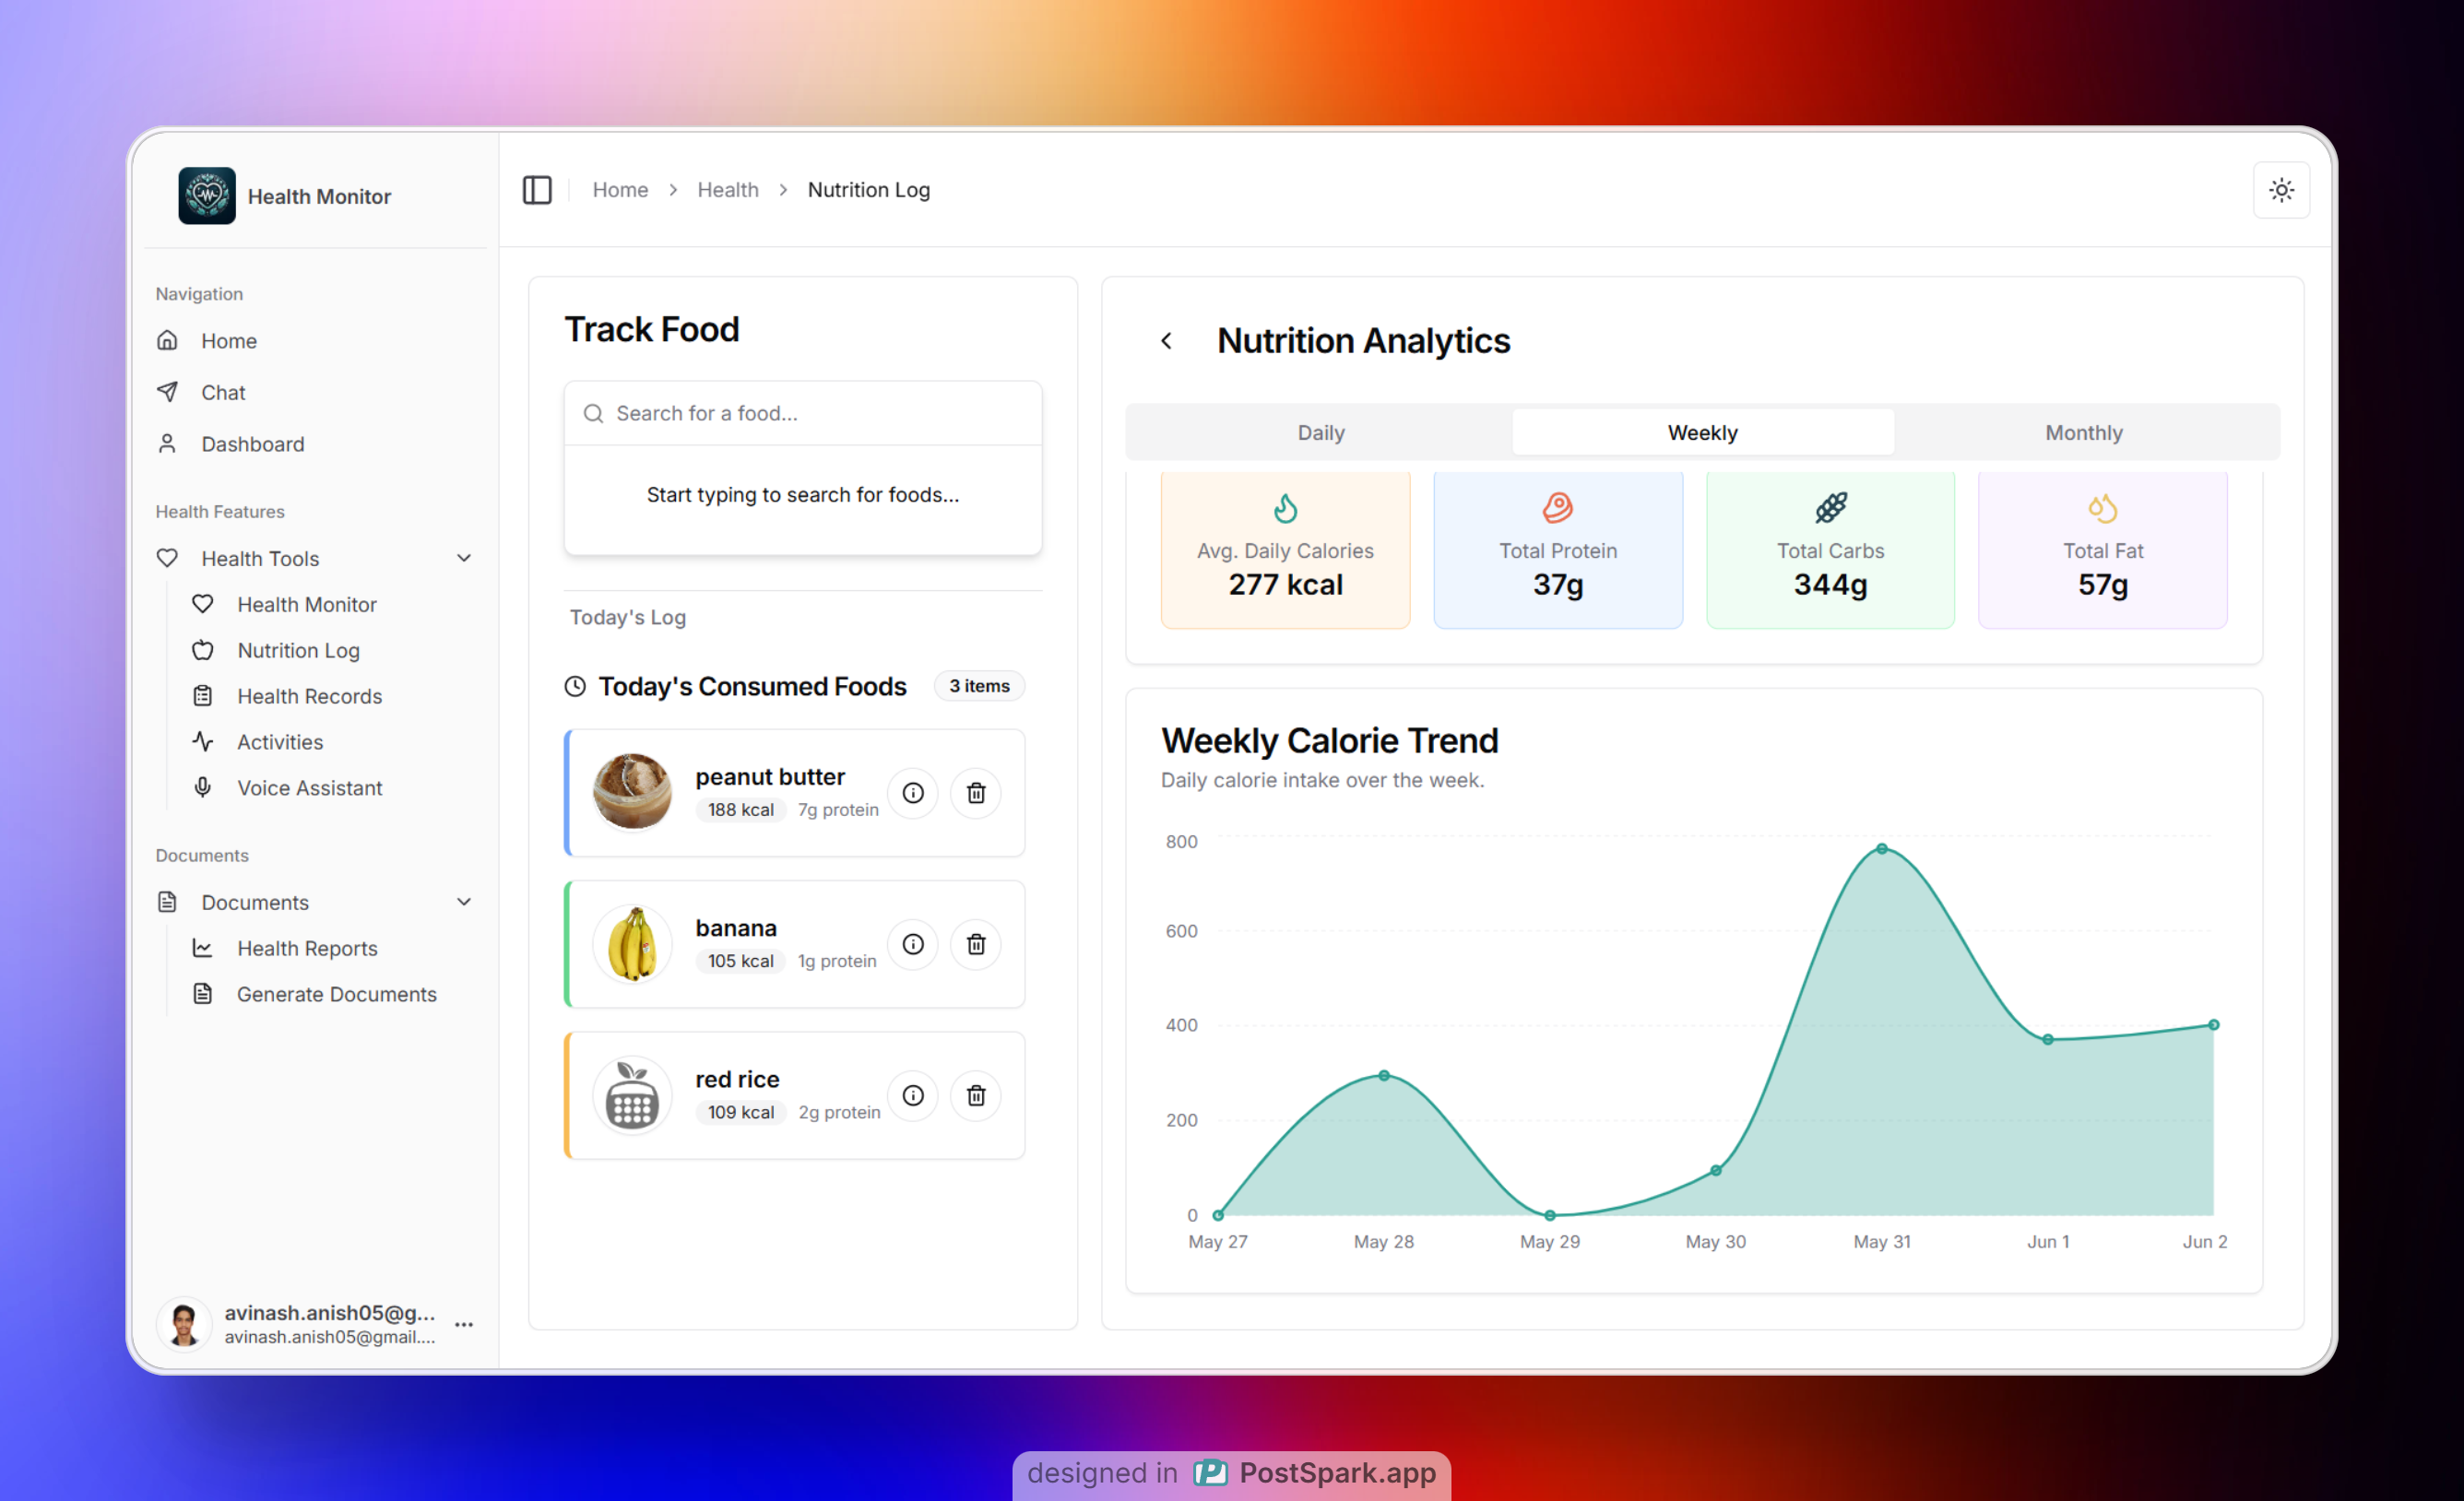 Health Monitor
Navigation
Home
Chat
Dashboard
Health Features
Health Tools
Health Monitor
Nutrition Log
Health Records
Activities
Voice Assistant
Documents
Documents
Health Reports
Generate Documents
avinash.anish05@g...
avinash.anish05@gmail....
Home > Health > Nutrition Log
Track Food
Search for a food...
Start typing to search for foods...
Today's Log
Today's Consumed Foods 3 items
peanut butter
188 kcal 7g protein
banana
105 kcal 1g protein
red rice
109 kcal 2g protein
Nutrition Analytics
Daily Weekly Monthly
Avg. Daily Calories
277 kcal
Total Protein
37g
Total Carbs
344g
Total Fat
57g
Weekly Calorie Trend
Daily calorie intake over the week.
800
600
400
200
0
May 27 May 28 May 29 May 30 May 31 Jun 1 Jun 2
designed in PostSpark.app